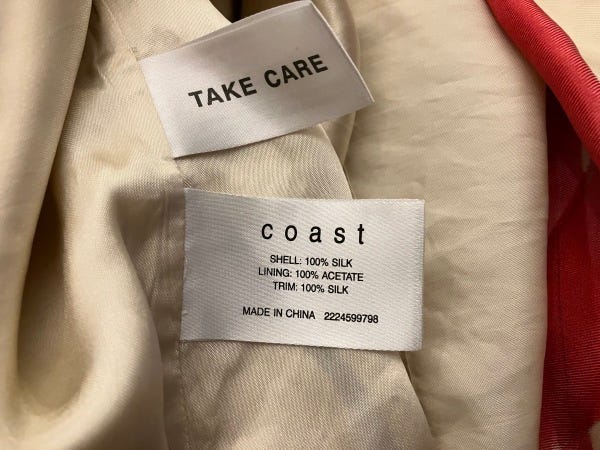 TAKE CARE
coast
SHELL: 100% SILK
LINING: 100% ACETATE
TRIM: 100% SILK
MADE IN CHINA 2224599798